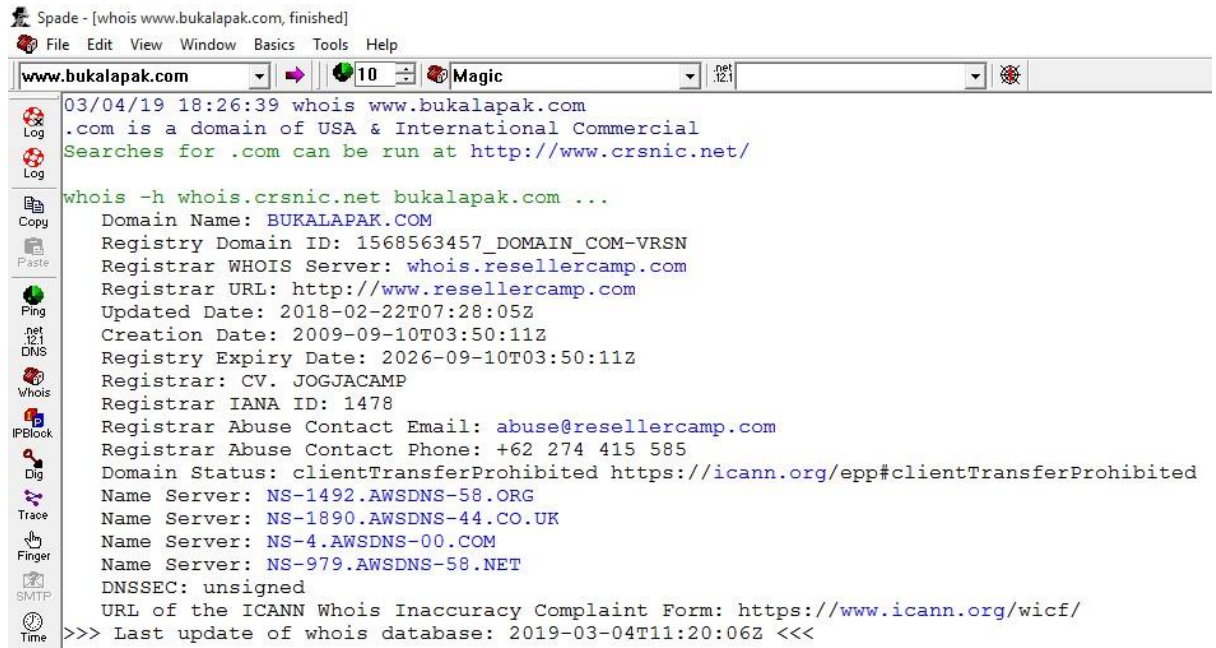 Spade - [whois www.bukalapak.com, finished]
File Edit View Window Basics Tools Help
www.bukalapak.com 10 Magic .net 12.1
03/04/19 18:26:39 whois www.bukalapak.com
.com is a domain of USA & International Commercial
Searches for .com can be run at http://www.crsnic.net/
whois -h whois.crsnic.net bukalapak.com ...
Domain Name: BUKALAPAK.COM
Registry Domain ID: 1568563457_DOMAIN_COM-VRSN
Registrar WHOIS Server: whois.resellercamp.com
Registrar URL: http://www.resellercamp.com
Updated Date: 2018-02-22T07:28:05Z
Creation Date: 2009-09-10T03:50:11Z
Registry Expiry Date: 2026-09-10T03:50:11Z
Registrar: CV. JOGJACAMP
Registrar IANA ID: 1478
Registrar Abuse Contact Email: abuse@resellercamp.com
Registrar Abuse Contact Phone: +62 274 415 585
Domain Status: clientTransferProhibited https://icann.org/epp#clientTransferProhibited
Name Server: NS-1492.AWSDNS-58.ORG
Name Server: NS-1890.AWSDNS-44.CO.UK
Name Server: NS-4.AWSDNS-00.COM
Name Server: NS-979.AWSDNS-58.NET
DNSSEC: unsigned
URL of the ICANN Whois Inaccuracy Complaint Form: https://www.icann.org/wicf/
>>> Last update of whois database: 2019-03-04T11:20:06Z <<<
Log
Log
Copy
Paste
Ping
.net
12.1
DNS
Whois
IP
IPBlock
Dig
Trace
Finger
SMTP
Time